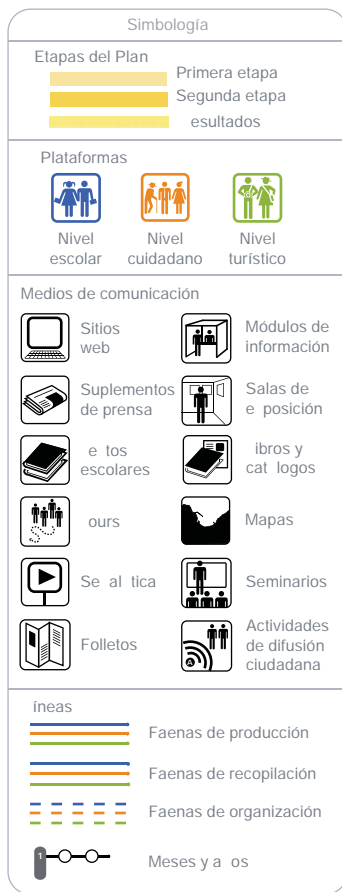 Simbología
Etapas del Plan
Primera etapa
Segunda etapa
esultados
Plataformas
Nivel
escolar
Nivel
cuidadano
Nivel
turístico
Medios de comunicación
Sitios
web
Módulos de
información
Suplementos
de prensa
Salas de
e posición
e tos
escolares
ibros y
cat logos
ours
Mapas
Se al tica
Seminarios
Folletos
Actividades
de difusión
ciudadana
íneas
Faenas de producción
Faenas de recopilación
Faenas de organización
1
Meses y a os